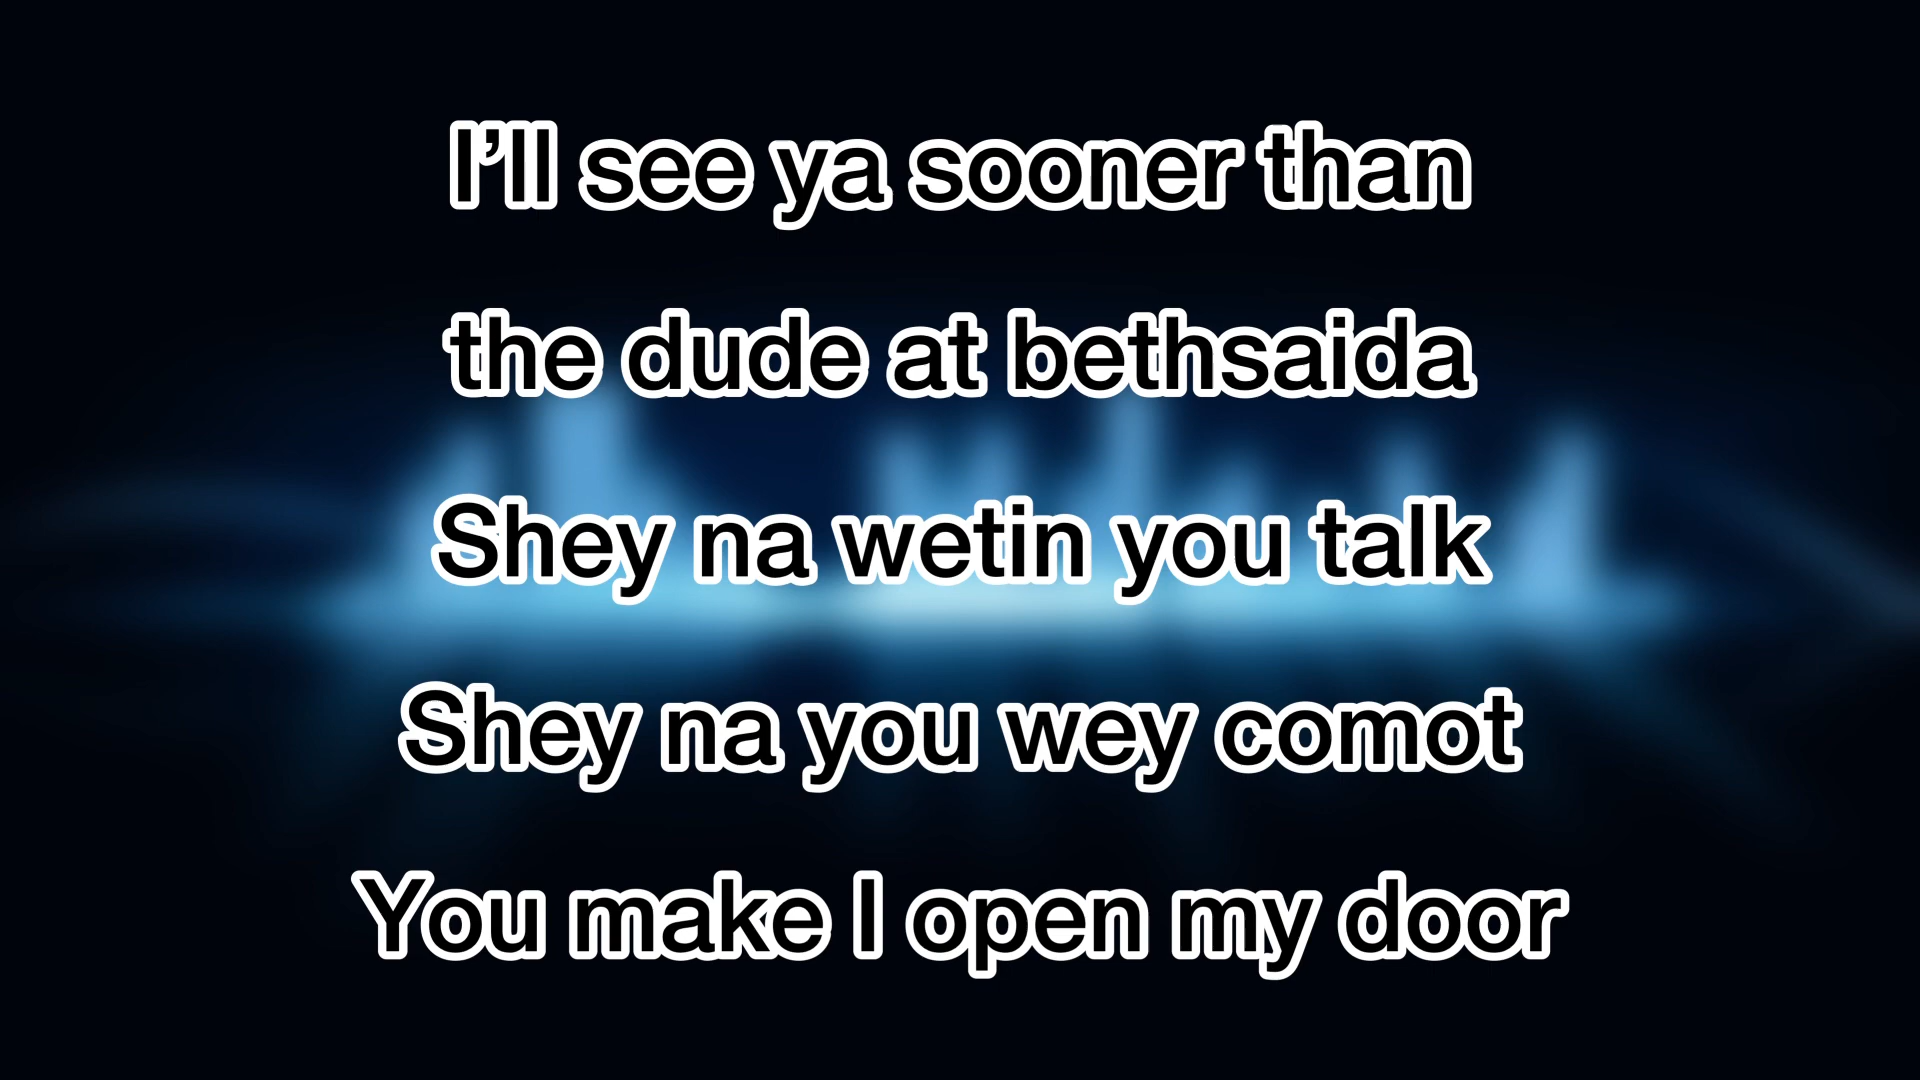 I’ll see ya sooner than
the dude at bethsaida
Shey na wetin you talk
Shey na you wey comot
You make I open my door